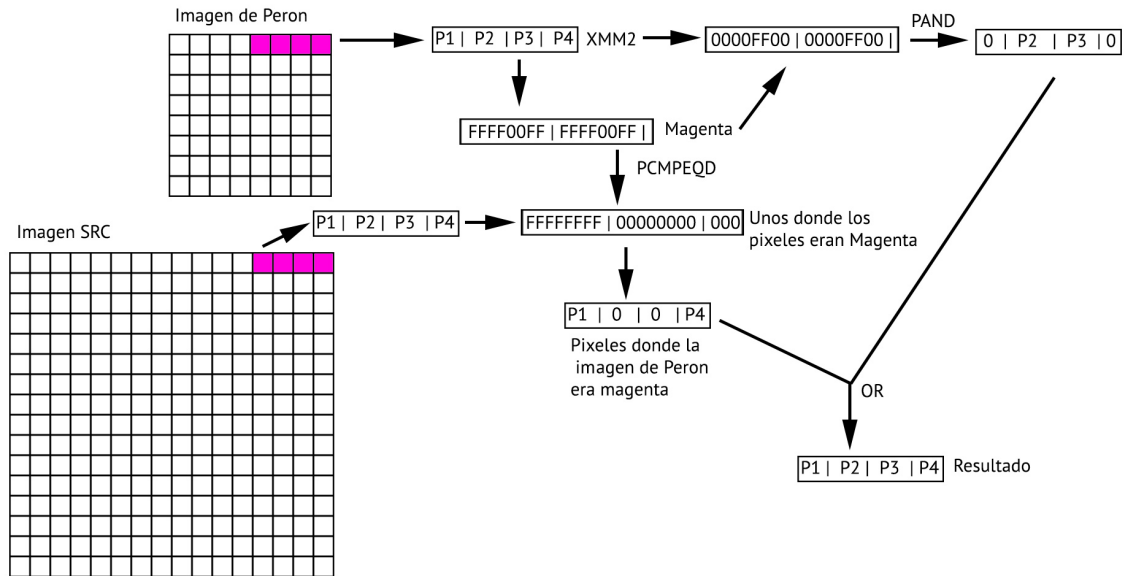 Imagen de Peron
P1 | P2 | P3 | P4
XMM2
0000FF00 | 0000FF00 |
PAND
0 | P2 | P3 | 0
FFFF00FF | FFFF00FF |
Magenta
PCMPEQD
Imagen SRC
P1 | P2 | P3 | P4
FFFFFFFF | 00000000 | 000
Unos donde los
pixeles eran Magenta
P1 | 0 | 0 | P4
Pixeles donde la
imagen de Peron
era magenta
OR
P1 | P2 | P3 | P4
Resultado